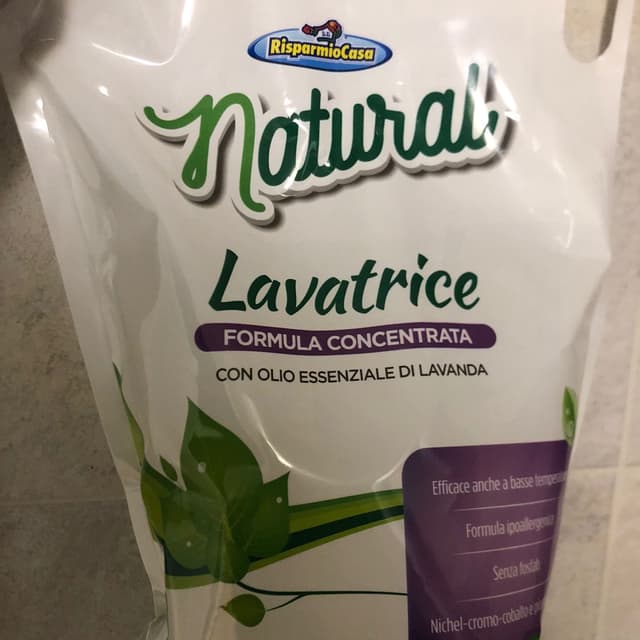 RisparmioCasa
natural
Lavatrice
FORMULA CONCENTRATA
CON OLIO ESSENZIALE DI LAVANDA
Efficace anche a basse
Formula ipoallergenica
Senza fosfati
Nichel-cromo-cobalto e